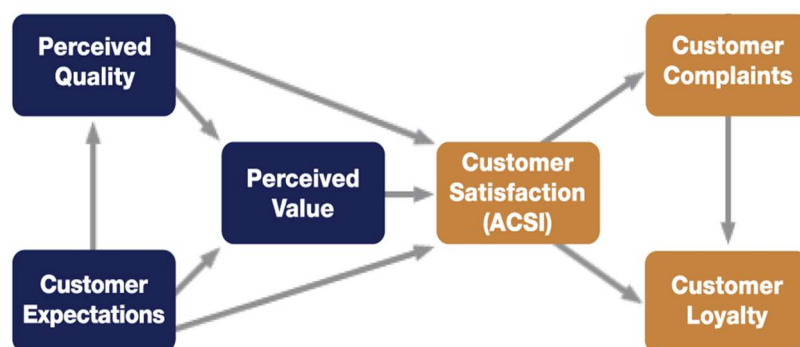 Perceived
Quality
Customer
Complaints
Perceived
Value
Customer
Satisfaction
(ACSI)
Customer
Expectations
Customer
Loyalty